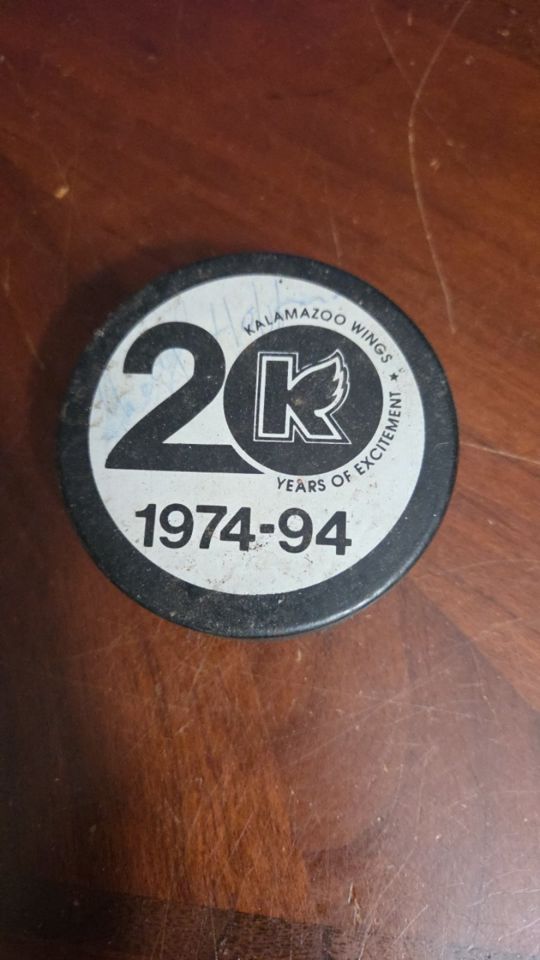 20
K
KALAMAZOO WINGS ★
YEARS OF EXCITEMENT
1974-94